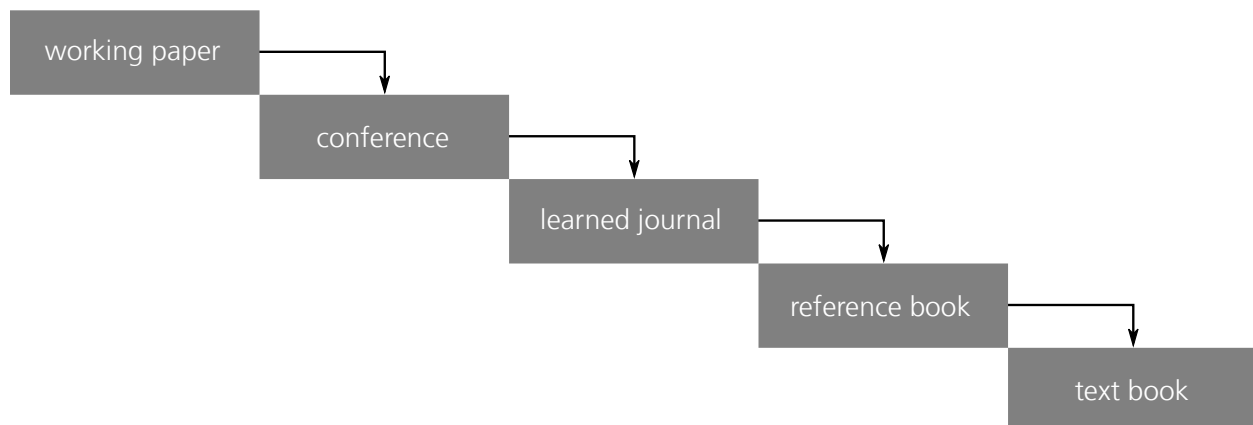 working paper
conference
learned journal
reference book
text book